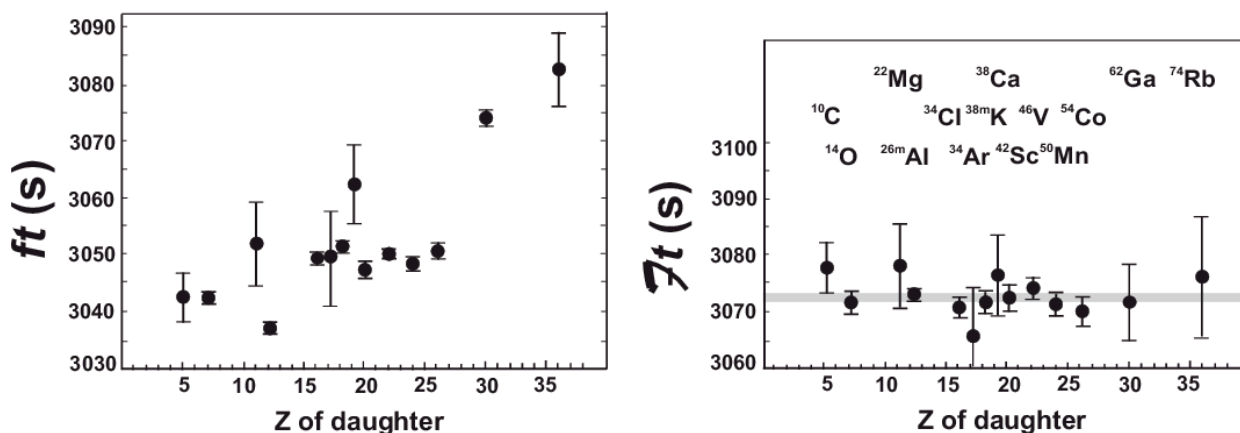 3090
3080
3070
3060
3050
3040
3030
ft (s)
5 10 15 20 25 30 35
Z of daughter
²²Mg ³⁸Ca ⁶²Ga ⁷⁴Rb
¹⁰C ³⁴Cl ³⁸ᵐK ⁴⁶V ⁵⁴Co
¹⁴O ²⁶ᵐAl ³⁴Ar ⁴²Sc ⁵⁰Mn
3100
3090
3080
3070
3060
ℱt (s)
5 10 15 20 25 30 35
Z of daughter